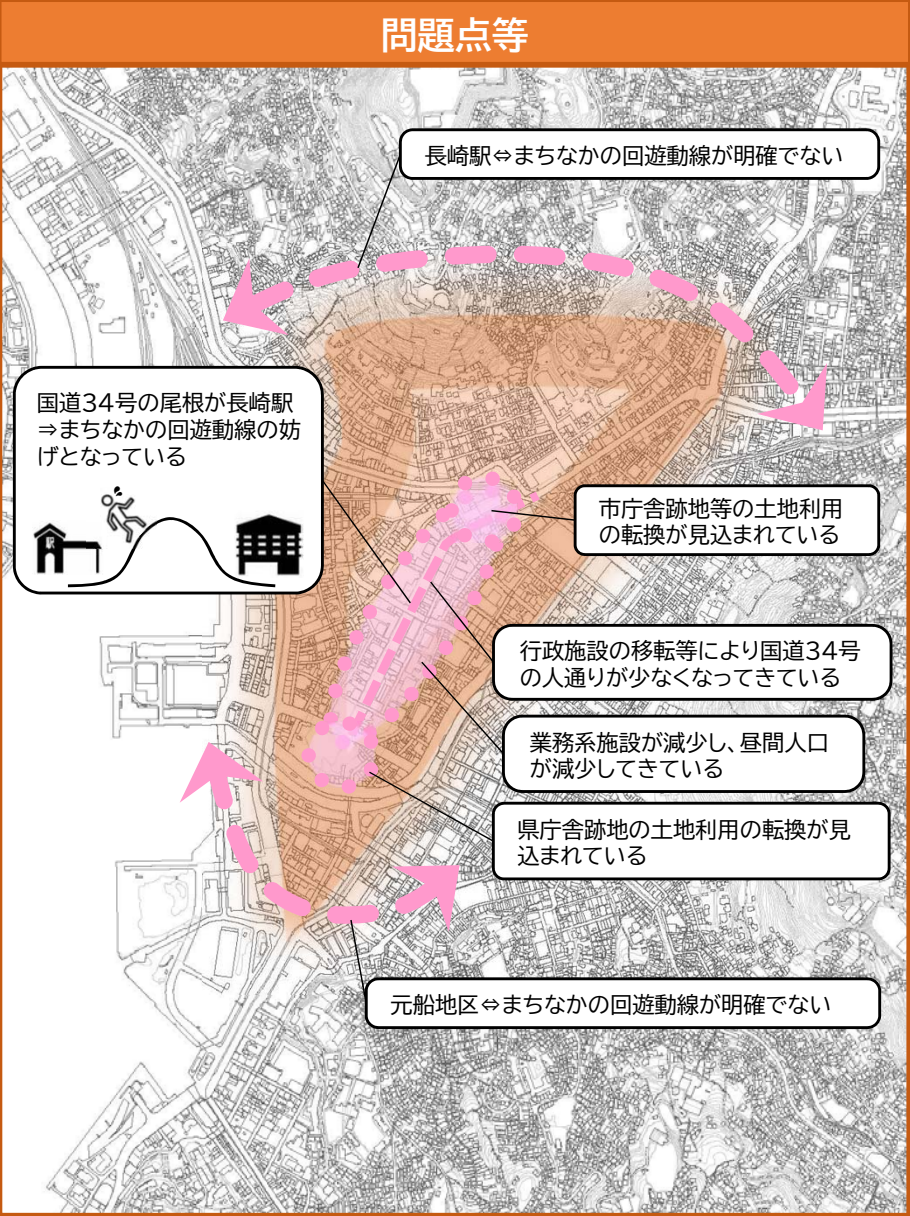 問題点等
長崎駅⇔まちなかの回遊動線が明確でない
国道34号の尾根が長崎駅
⇒まちなかの回遊動線の妨
げとなっている
駅
市庁舎跡地等の土地利用
の転換が見込まれている
行政施設の移転等により国道34号
の人通りが少なくなってきている
業務系施設が減少し、昼間人口
が減少してきている
県庁舎跡地の土地利用の転換が見
込まれている
元船地区⇔まちなかの回遊動線が明確でない